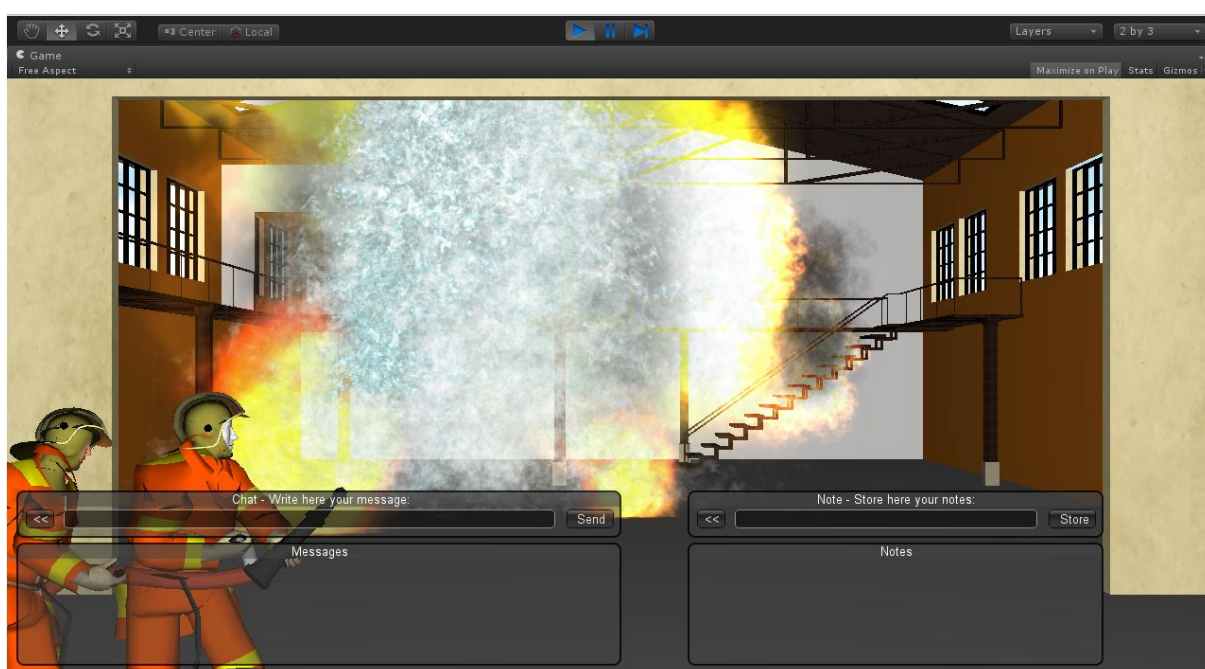 Center Local
Layers
2 by 3
Game
Free Aspect
Maximize on Play Stats Gizmos
Chat - Write here your message:
<<
Send
Note - Store here your notes:
<<
Store
Messages
Notes